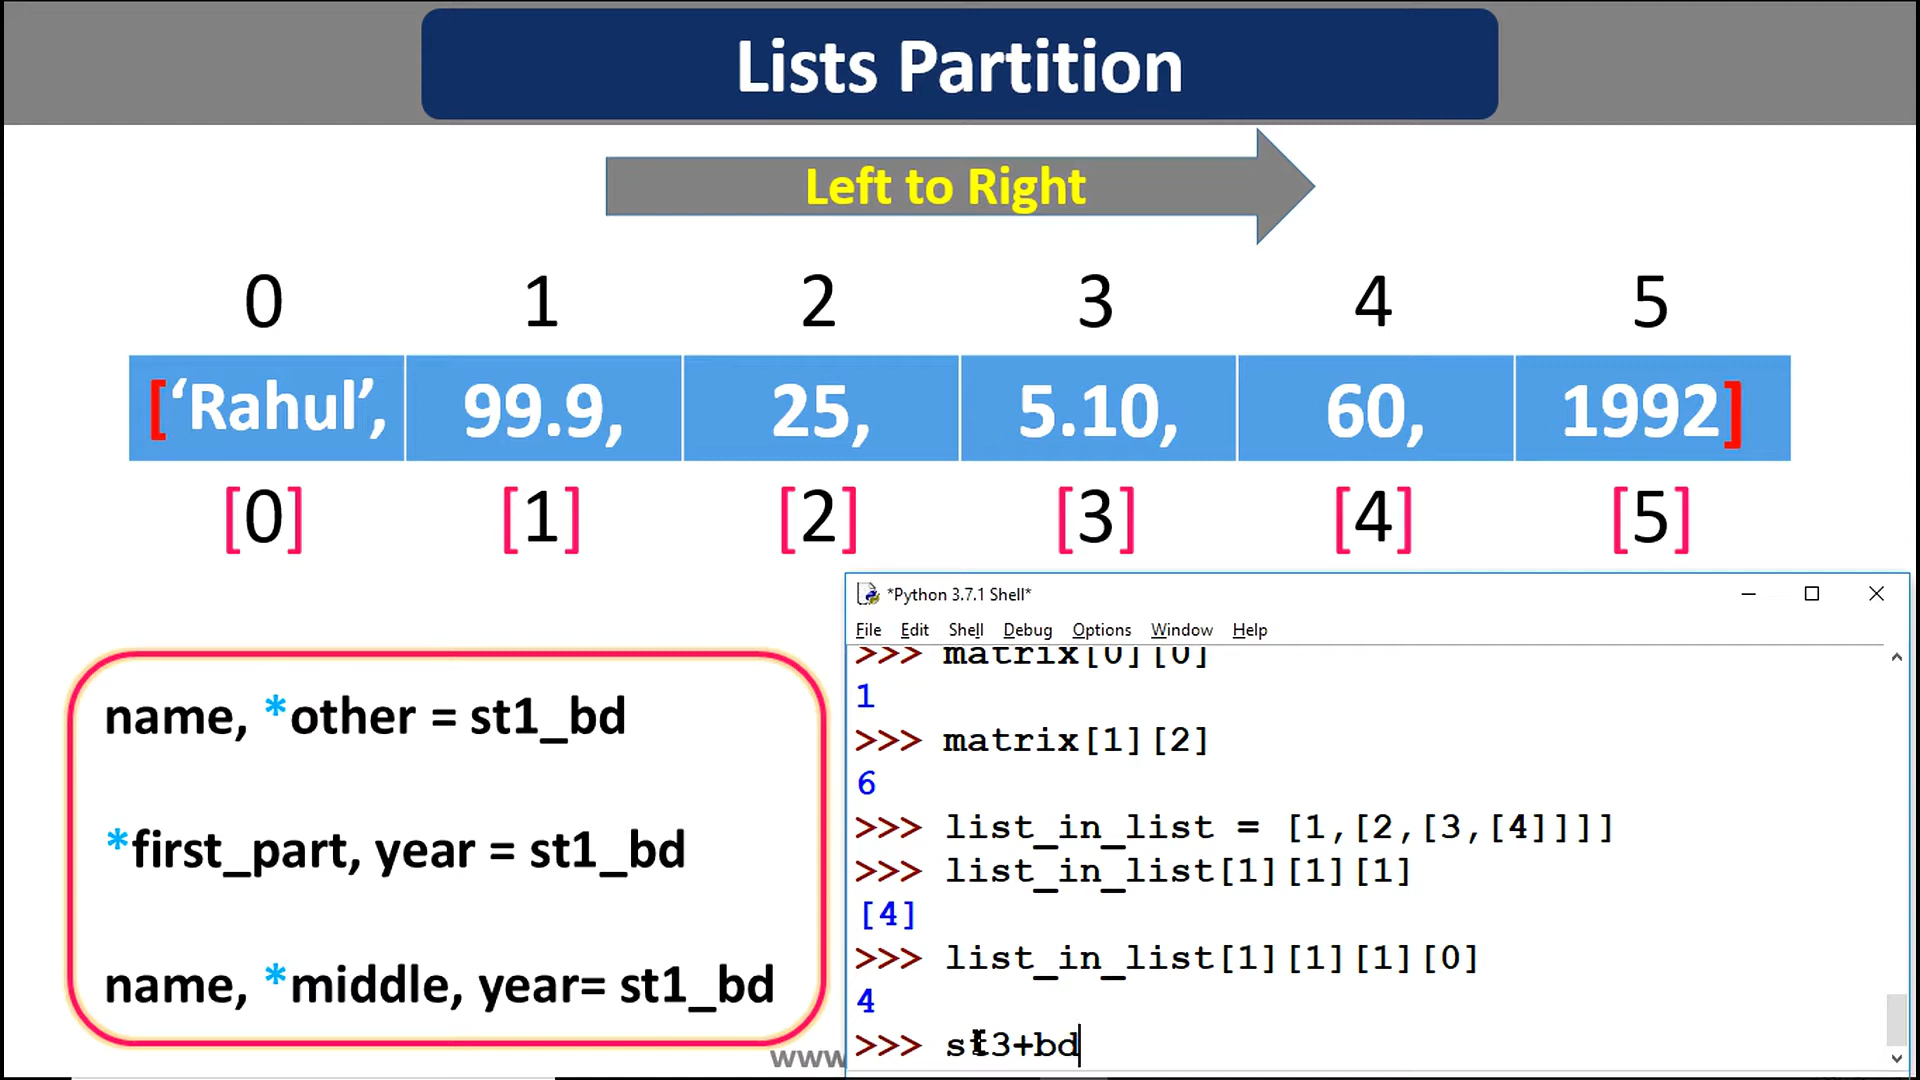 Lists Partition
Left to Right
0 1 2 3 4 5
[‘Rahul’, 99.9, 25, 5.10, 60, 1992]
[0] [1] [2] [3] [4] [5]
name, *other = st1_bd
*first_part, year = st1_bd
name, *middle, year= st1_bd
www
*Python 3.7.1 Shell*
File Edit Shell Debug Options Window Help
>>> matrix[0][0]
1
>>> matrix[1][2]
6
>>> list_in_list = [1,[2,[3,[4]]]]
>>> list_in_list[1][1][1]
[4]
>>> list_in_list[1][1][1][0]
4
>>> st3+bd